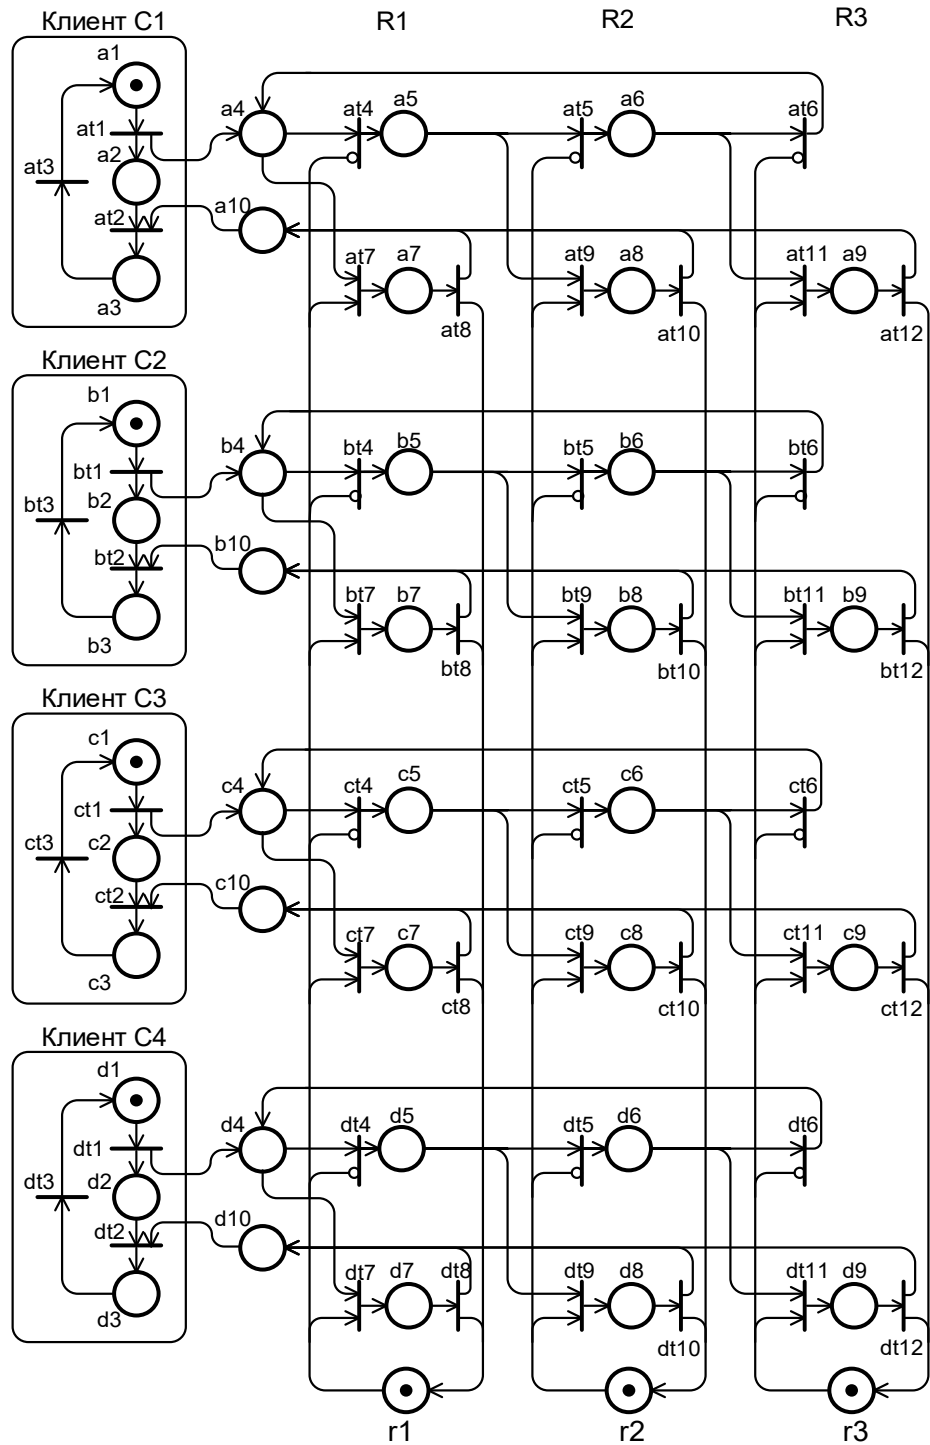 Клиент C1 R1 R2 R3
a1
a4 at4 a5 at5 a6 at6
at1
a2
at3
a10
at2
at7 a7 at9 a8 at11 a9
a3
at8 at10 at12
Клиент C2
b1
b4 bt4 b5 bt5 b6 bt6
bt1
b2
bt3
b10
bt2
bt7 b7 bt9 b8 bt11 b9
b3
bt8 bt10 bt12
Клиент C3
c1
c4 ct4 c5 ct5 c6 ct6
ct1
c2
ct3
c10
ct2
ct7 c7 ct9 c8 ct11 c9
c3
ct8 ct10 ct12
Клиент C4
d1
d4 dt4 d5 dt5 d6 dt6
dt1
d2
dt3
d10
dt2
dt7 d7 dt8 dt9 d8 dt11 d9
d3
dt10 dt12
r1 r2 r3